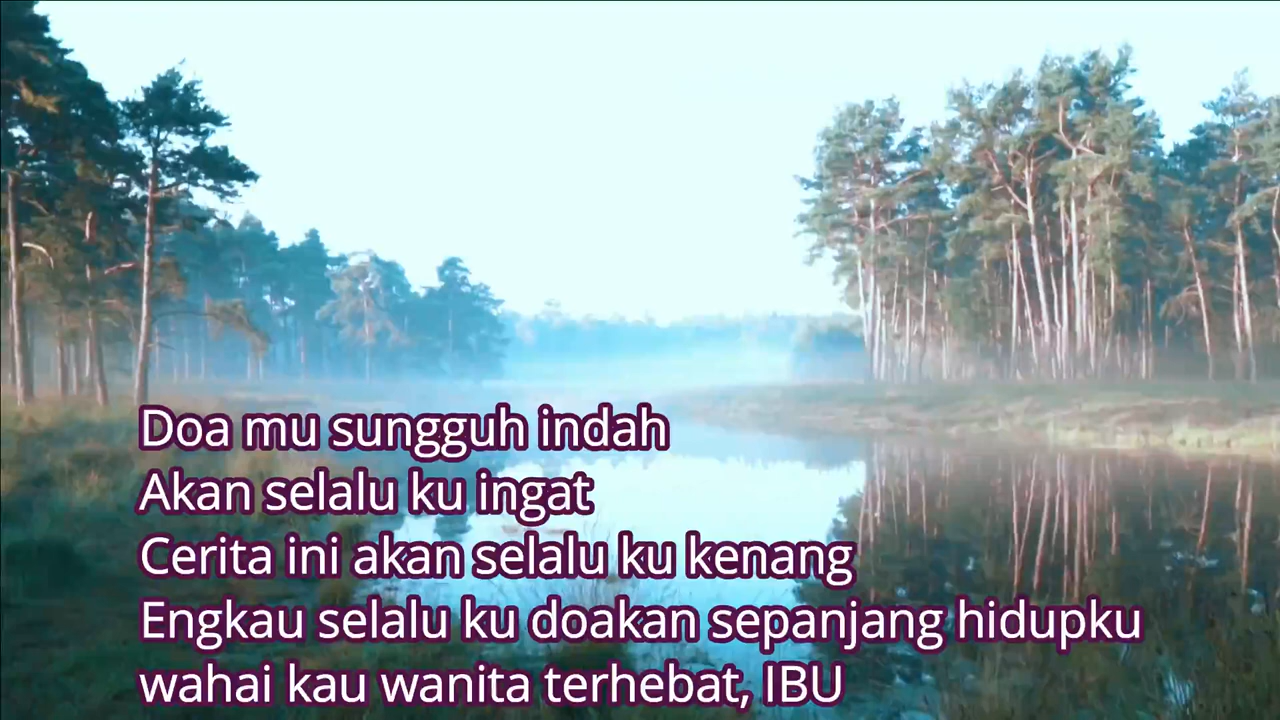 Doa mu sungguh indah
Akan selalu ku ingat
Cerita ini akan selalu ku kenang
Engkau selalu ku doakan sepanjang hidupku
wahai kau wanita terhebat, IBU